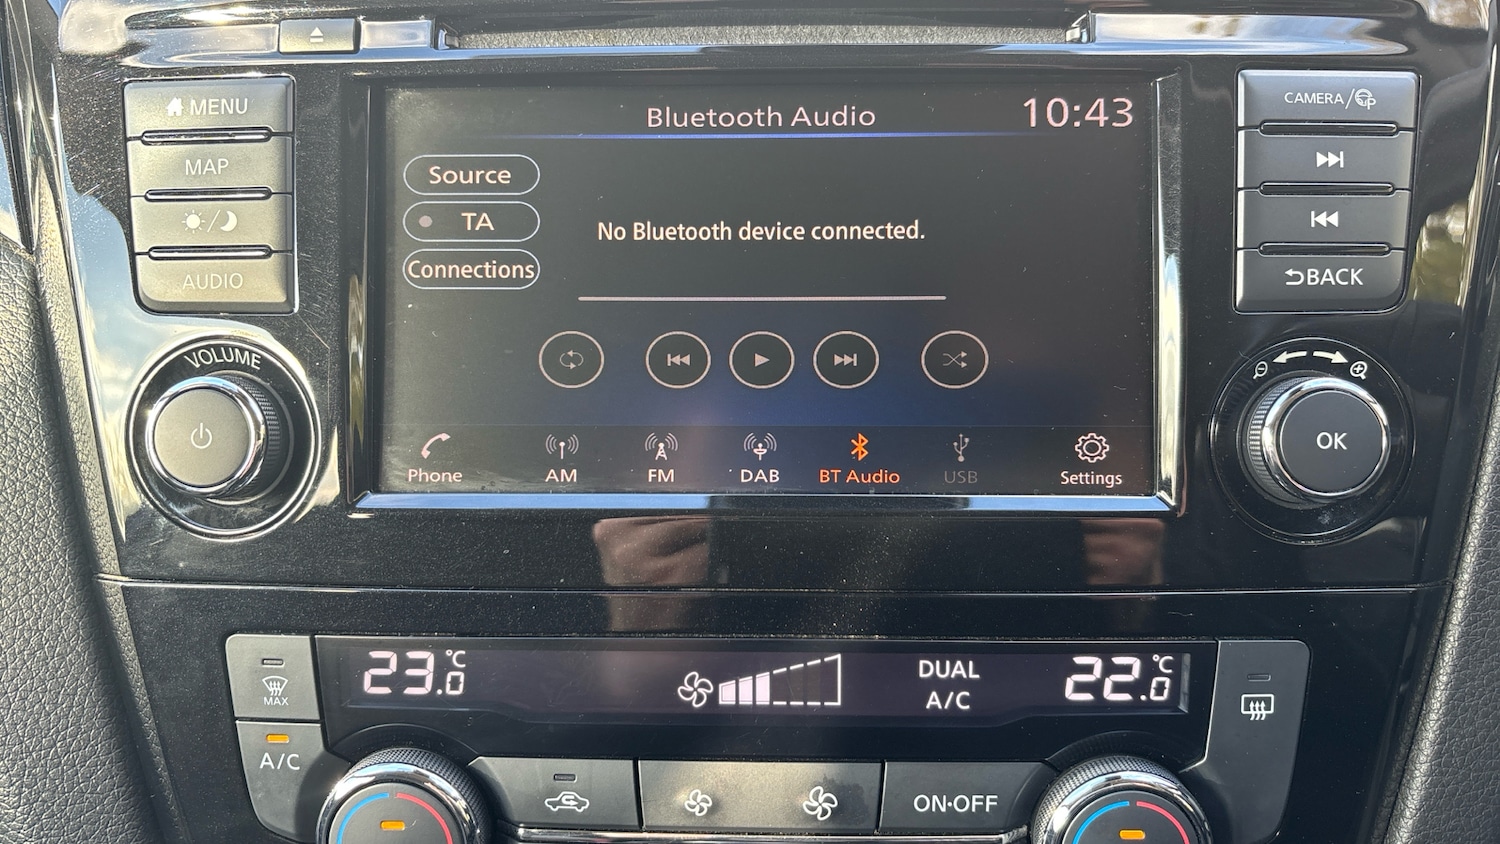 MENU
MAP
AUDIO
VOLUME
Bluetooth Audio
10:43
Source
TA
Connections
No Bluetooth device connected.
Phone
AM
FM
DAB
BT Audio
USB
Settings
CAMERA/
BACK
OK
MAX
A/C
23.0°C
DUAL
A/C
22.0°C
ON·OFF